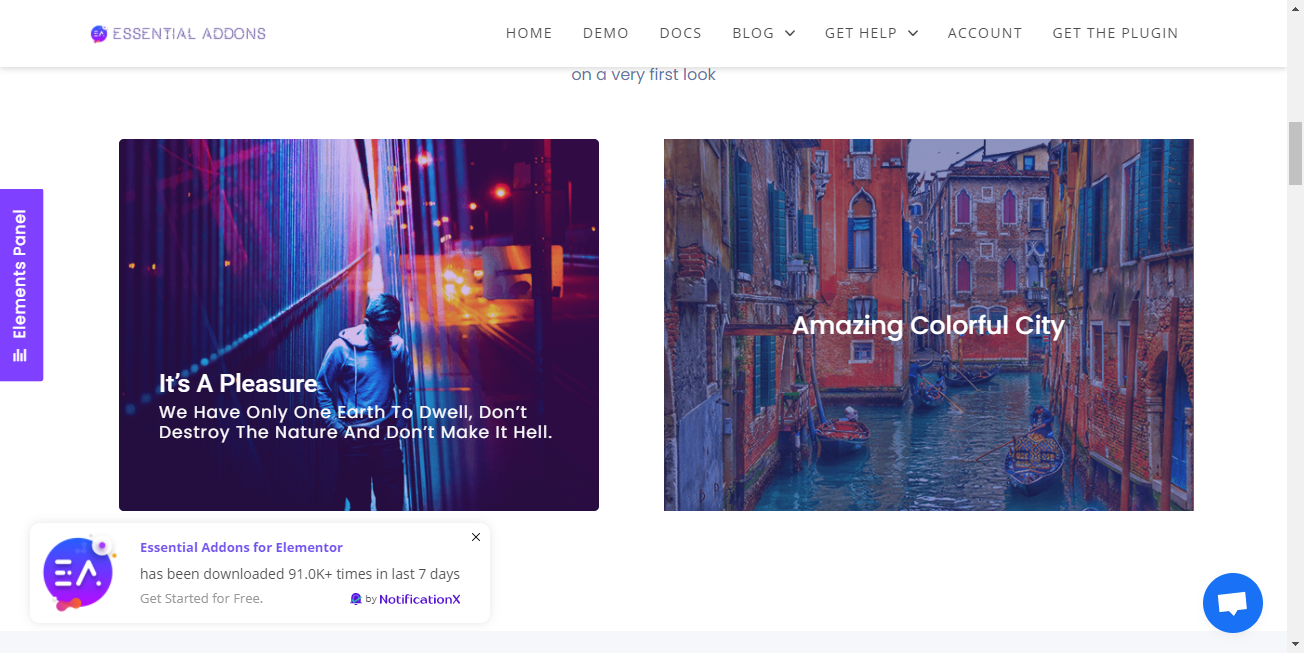 ESSENTIAL ADDONS
HOME
DEMO
DOCS
BLOG
GET HELP
ACCOUNT
GET THE PLUGIN
on a very first look
Elements Panel
It's A Pleasure
We Have Only One Earth To Dwell, Don't
Destroy The Nature And Don't Make It Hell.
Amazing Colorful City
EA
Essential Addons for Elementor
has been downloaded 91.0K+ times in last 7 days
Get Started for Free.
by NotificationX